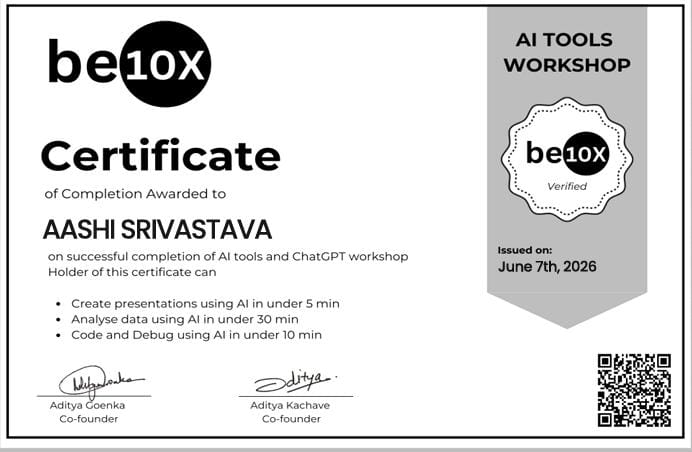 be10X
Certificate
of Completion Awarded to
AASHI SRIVASTAVA
on successful completion of AI tools and ChatGPT workshop
Holder of this certificate can
• Create presentations using AI in under 5 min
• Analyse data using AI in under 30 min
• Code and Debug using AI in under 10 min
Aditya Goenka
Co-founder
Aditya.
Aditya Kachave
Co-founder
AI TOOLS
WORKSHOP
be10X
Verified
Issued on:
June 7th, 2026